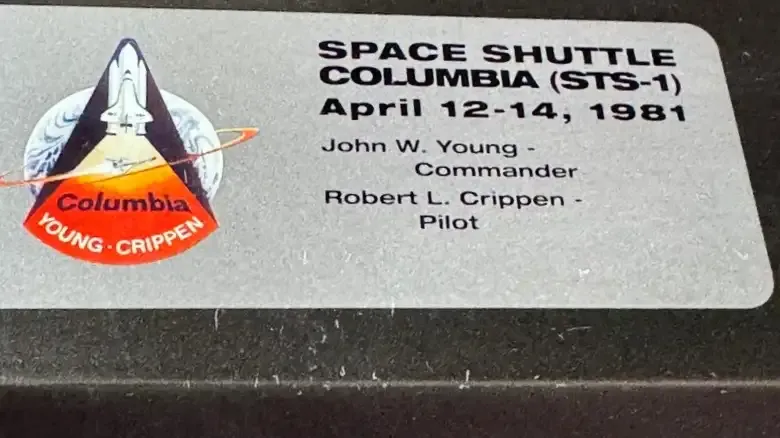 SPACE SHUTTLE
COLUMBIA (STS-1)
April 12-14, 1981
John W. Young -
Commander
Robert L. Crippen -
Pilot
Columbia
YOUNG · CRIPPEN